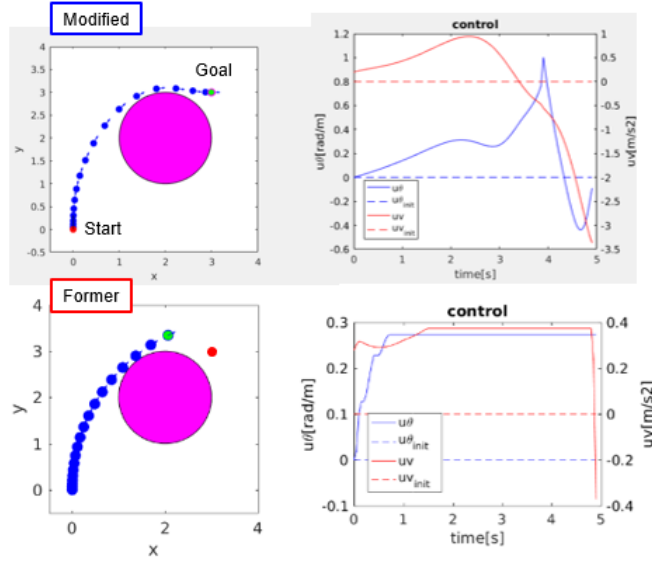 Modified
Goal
Start
y
x
4
3.5
3
2.5
2
1.5
1
0.5
0
-0.5
0
1
2
3
4
control
uθ[rad/m]
uv[m/s2]
time[s]
1.2
1
0.8
0.6
0.4
0.2
0
-0.2
-0.4
-0.6
1
0.5
0
-0.5
-1
-1.5
-2
-2.5
-3
-3.5
0
1
2
3
4
5
uθ
uθinit
uv
uvinit
Former
y
x
4
3
2
1
0
0
2
4
control
uθ[rad/m]
uv[m/s2]
time[s]
0.3
0.2
0.1
0
-0.1
0.4
0.2
0
-0.2
-0.4
0
1
2
3
4
5
uθ
uθinit
uv
uvinit